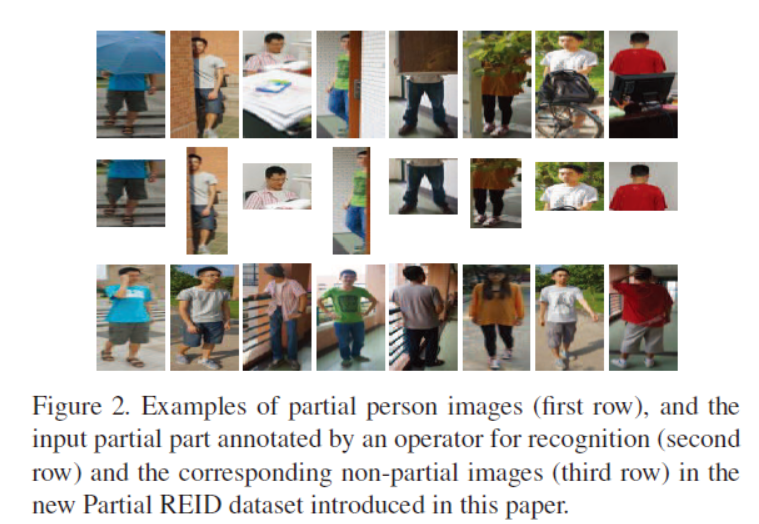 Figure 2. Examples of partial person images (first row), and the
input partial part annotated by an operator for recognition (second
row) and the corresponding non-partial images (third row) in the
new Partial REID dataset introduced in this paper.